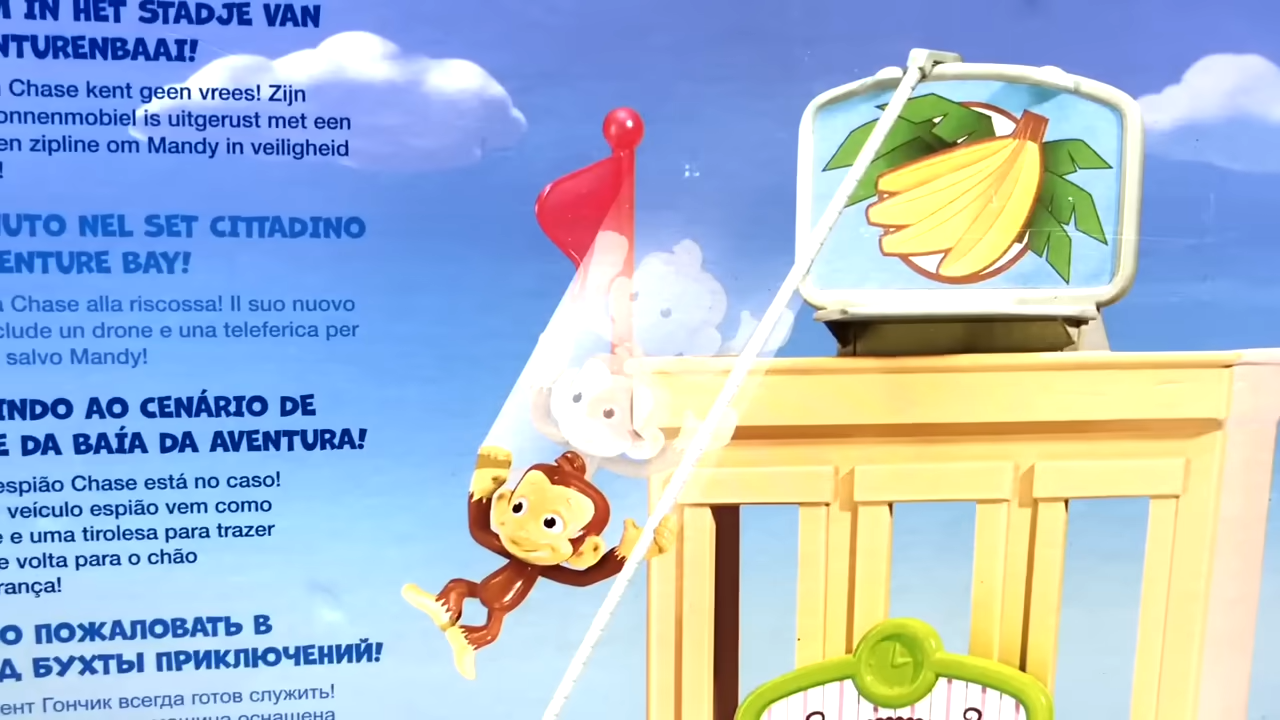 IN HET STADJE VAN
NTURENBAAI!
Chase kent geen vrees! Zijn
onnenmobiel is uitgerust met een
en zipline om Mandy in veiligheid
!
UTO NEL SET CITTADINO
ENTURE BAY!
Chase alla riscossa! Il suo nuovo
clude un drone e una teleferica per
salvo Mandy!
INDO AO CENÁRIO DE
E DA BAÍA DA AVENTURA!
espião Chase está no caso!
veículo espião vem como
e uma tirolesa para trazer
e volta para o chão
rança!
О ПОЖАЛОВАТЬ В
Д БУХТЫ ПРИКЛЮЧЕНИЙ!
ент Гончик всегда готов служить!
оснащена